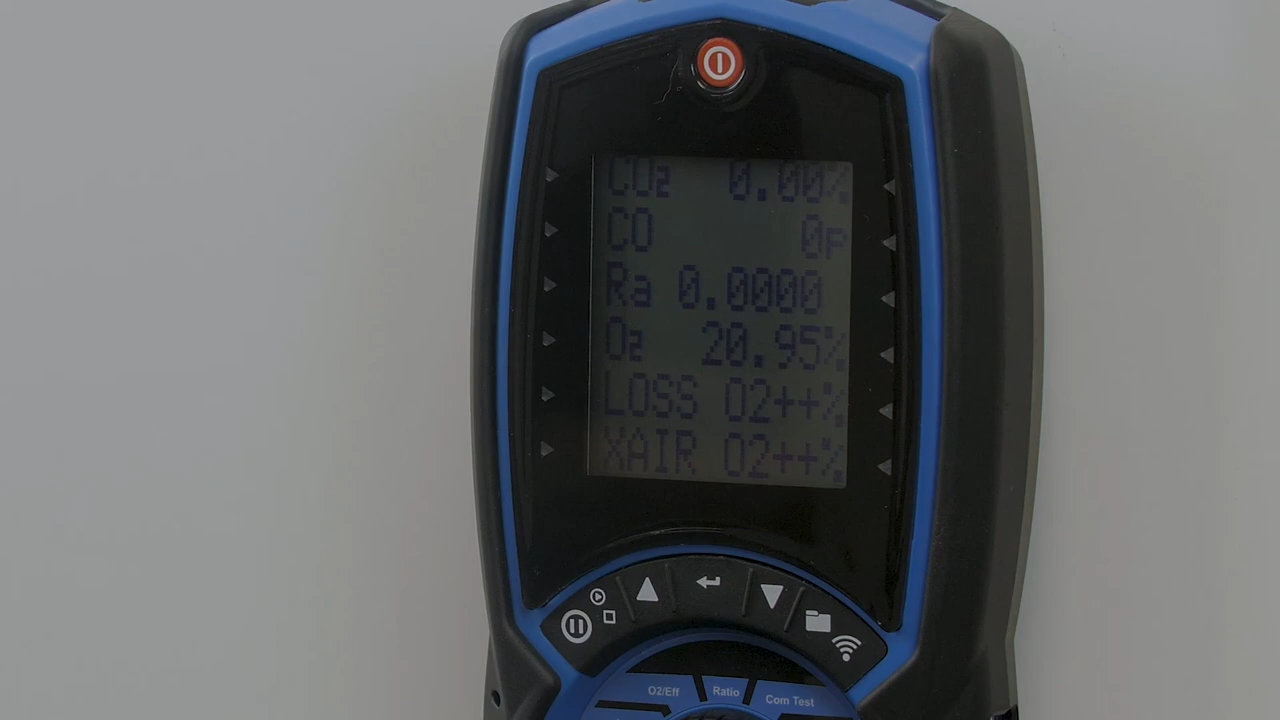 CO₂ 0.00%
CO 0P
Ra 0.0000
O₂ 20.95%
LOSS O2++%
XAIR O2++%
O2/Eff Ratio Com Test